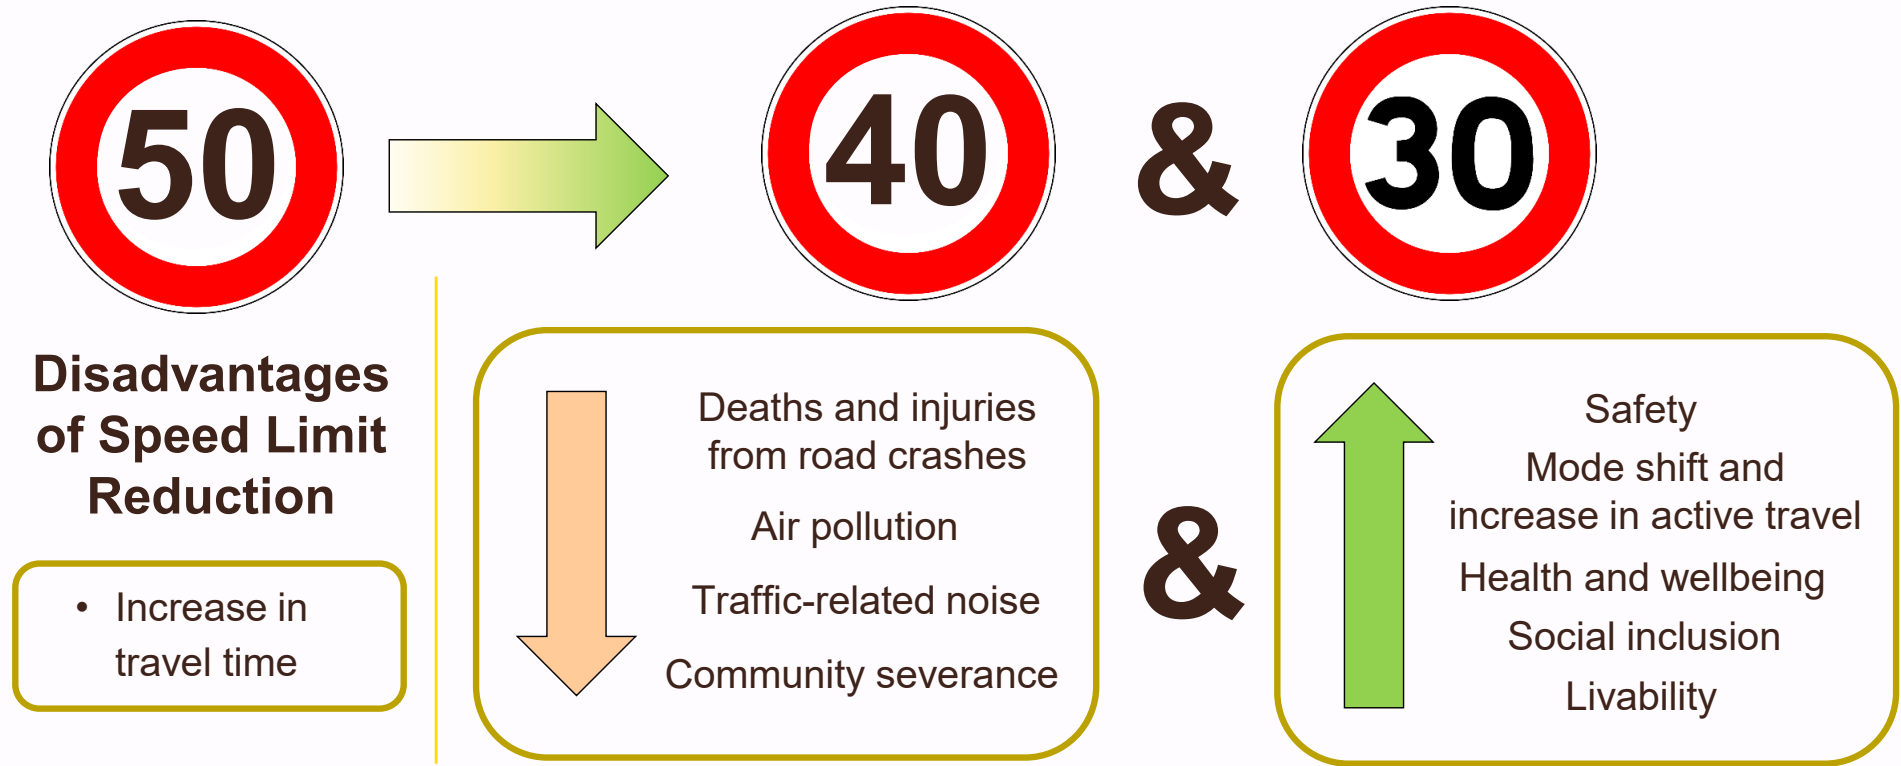 50
40
&
30
Disadvantages
of Speed Limit
Reduction
• Increase in
travel time
Deaths and injuries
from road crashes
Air pollution
Traffic-related noise
Community severance
&
Safety
Mode shift and
increase in active travel
Health and wellbeing
Social inclusion
Livability